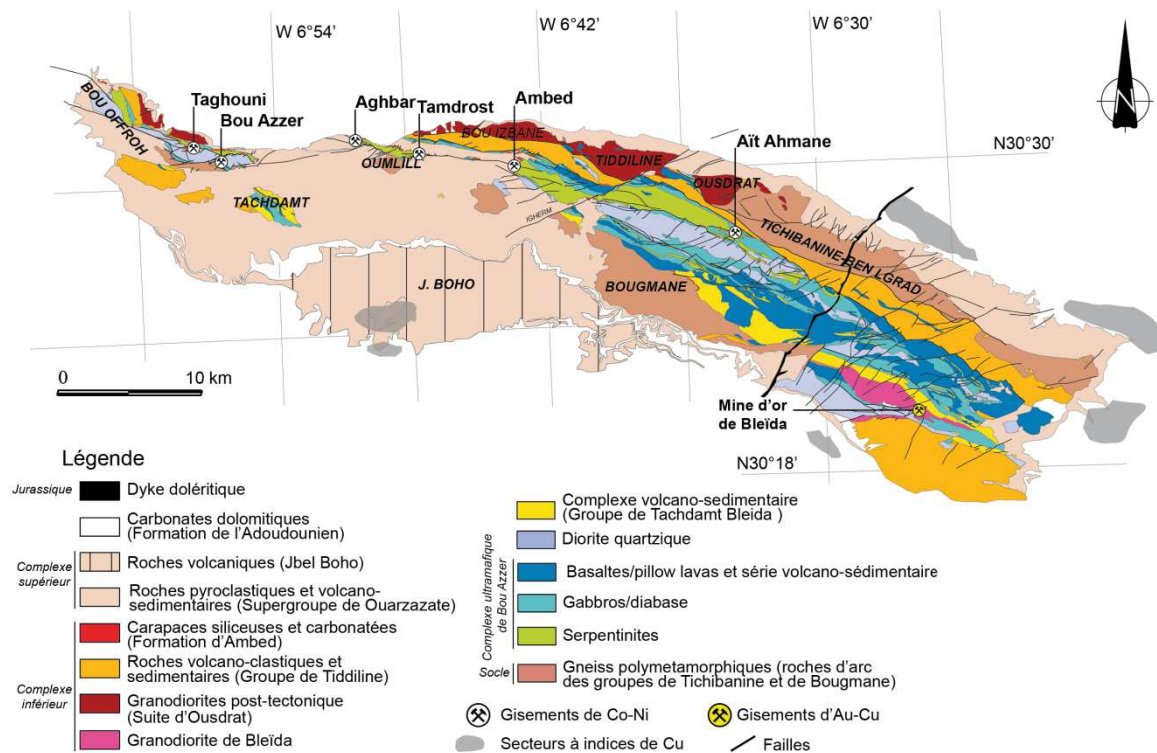 W 6°54’
W 6°42’
W 6°30’
N
N30°30’
BOU OFFROH
Taghouni
Bou Azzer
Aghbar
Tamdrost
Ambed
BOU IZBANE
TIDDILINE
Aït Ahmane
OUSDRAT
OUMLILL
TACHDAMT
IGHERM
TICHIBANINE-BEN LGRAD
J. BOHO
BOUGMANE
0 10 km
Mine d’or
de Bleïda
N30°18’
Légende
Jurassique
Dyke doléritique
Carbonates dolomitiques
(Formation de l’Adoudounien)
Complexe
supérieur
Roches volcaniques (Jbel Boho)
Roches pyroclastiques et volcano-
sedimentaires (Supergroupe de Ouarzazate)
Complexe
inférieur
Carapaces siliceuses et carbonatées
(Formation d’Ambed)
Roches volcano-clastiques et
sedimentaires (Groupe de Tiddiline)
Granodiorites post-tectonique
(Suite d’Ousdrat)
Granodiorite de Bleïda
Complexe volcano-sedimentaire
(Groupe de Tachdamt Bleida )
Complexe ultramafique
de Bou Azzer
Diorite quartzique
Basaltes/pillow lavas et série volcano-sédimentaire
Gabbros/diabase
Serpentinites
Socle
Gneiss polymetamorphiques (roches d’arc
des groupes de Tichibanine et de Bougmane)
Gisements de Co-Ni
Gisements d’Au-Cu
Secteurs à indices de Cu
Failles